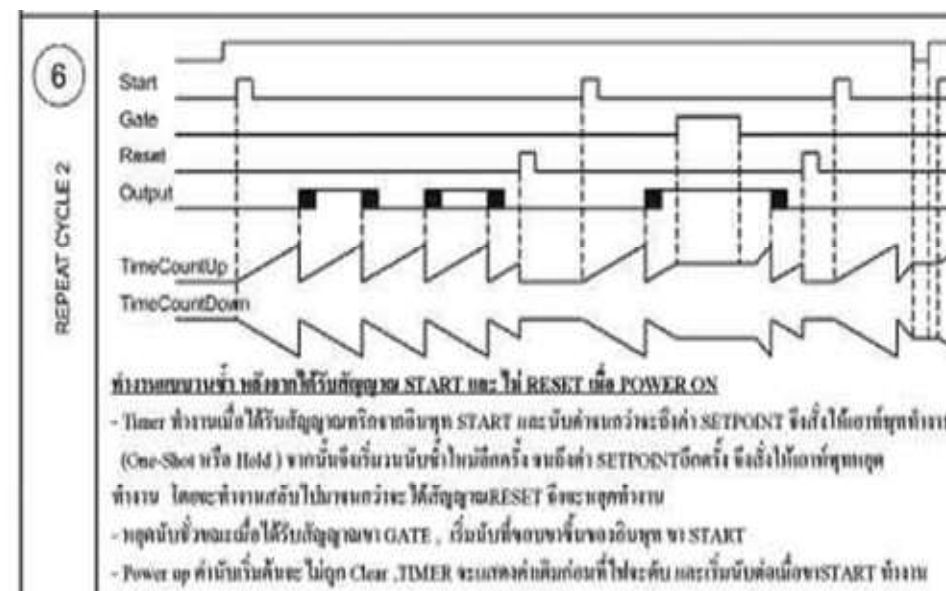 6
REPEAT CYCLE 2
Start
Gate
Reset
Output
TimeCountUp
TimeCountDown
ทำงานแบบวนซ้ำ หลังจากได้รับสัญญาณ START และ ไม่ RESET เมื่อ POWER ON
- Timer ทำงานเมื่อได้รับสัญญาณทริกจากอินพุท START และนับค่าจนกว่าจะถึงค่า SETPOINT จึงสั่งให้เอาท์พุททำงาน
(One-Shot หรือ Hold ) จากนั้นจึงเริ่มวนนับซ้ำใหม่อีกครั้ง จนถึงค่า SETPOINTอีกครั้ง จึงสั่งให้เอาท์พุทหยุด
ทำงาน โดยจะทำงานสลับไปมาจนกว่าจะได้สัญญาณRESET จึงจะหยุดทำงาน
- หยุดนับชั่วขณะเมื่อได้รับสัญญาณขา GATE , เริ่มนับที่ขอบขาขึ้นของอินพุท ขา START
- Power up ค่านับเริ่มต้นจะ ไม่ถูก Clear ,TIMER จะแสดงค่าเดิมก่อนที่ไฟจะดับ และเริ่มนับต่อเมื่อขาSTART ทำงาน